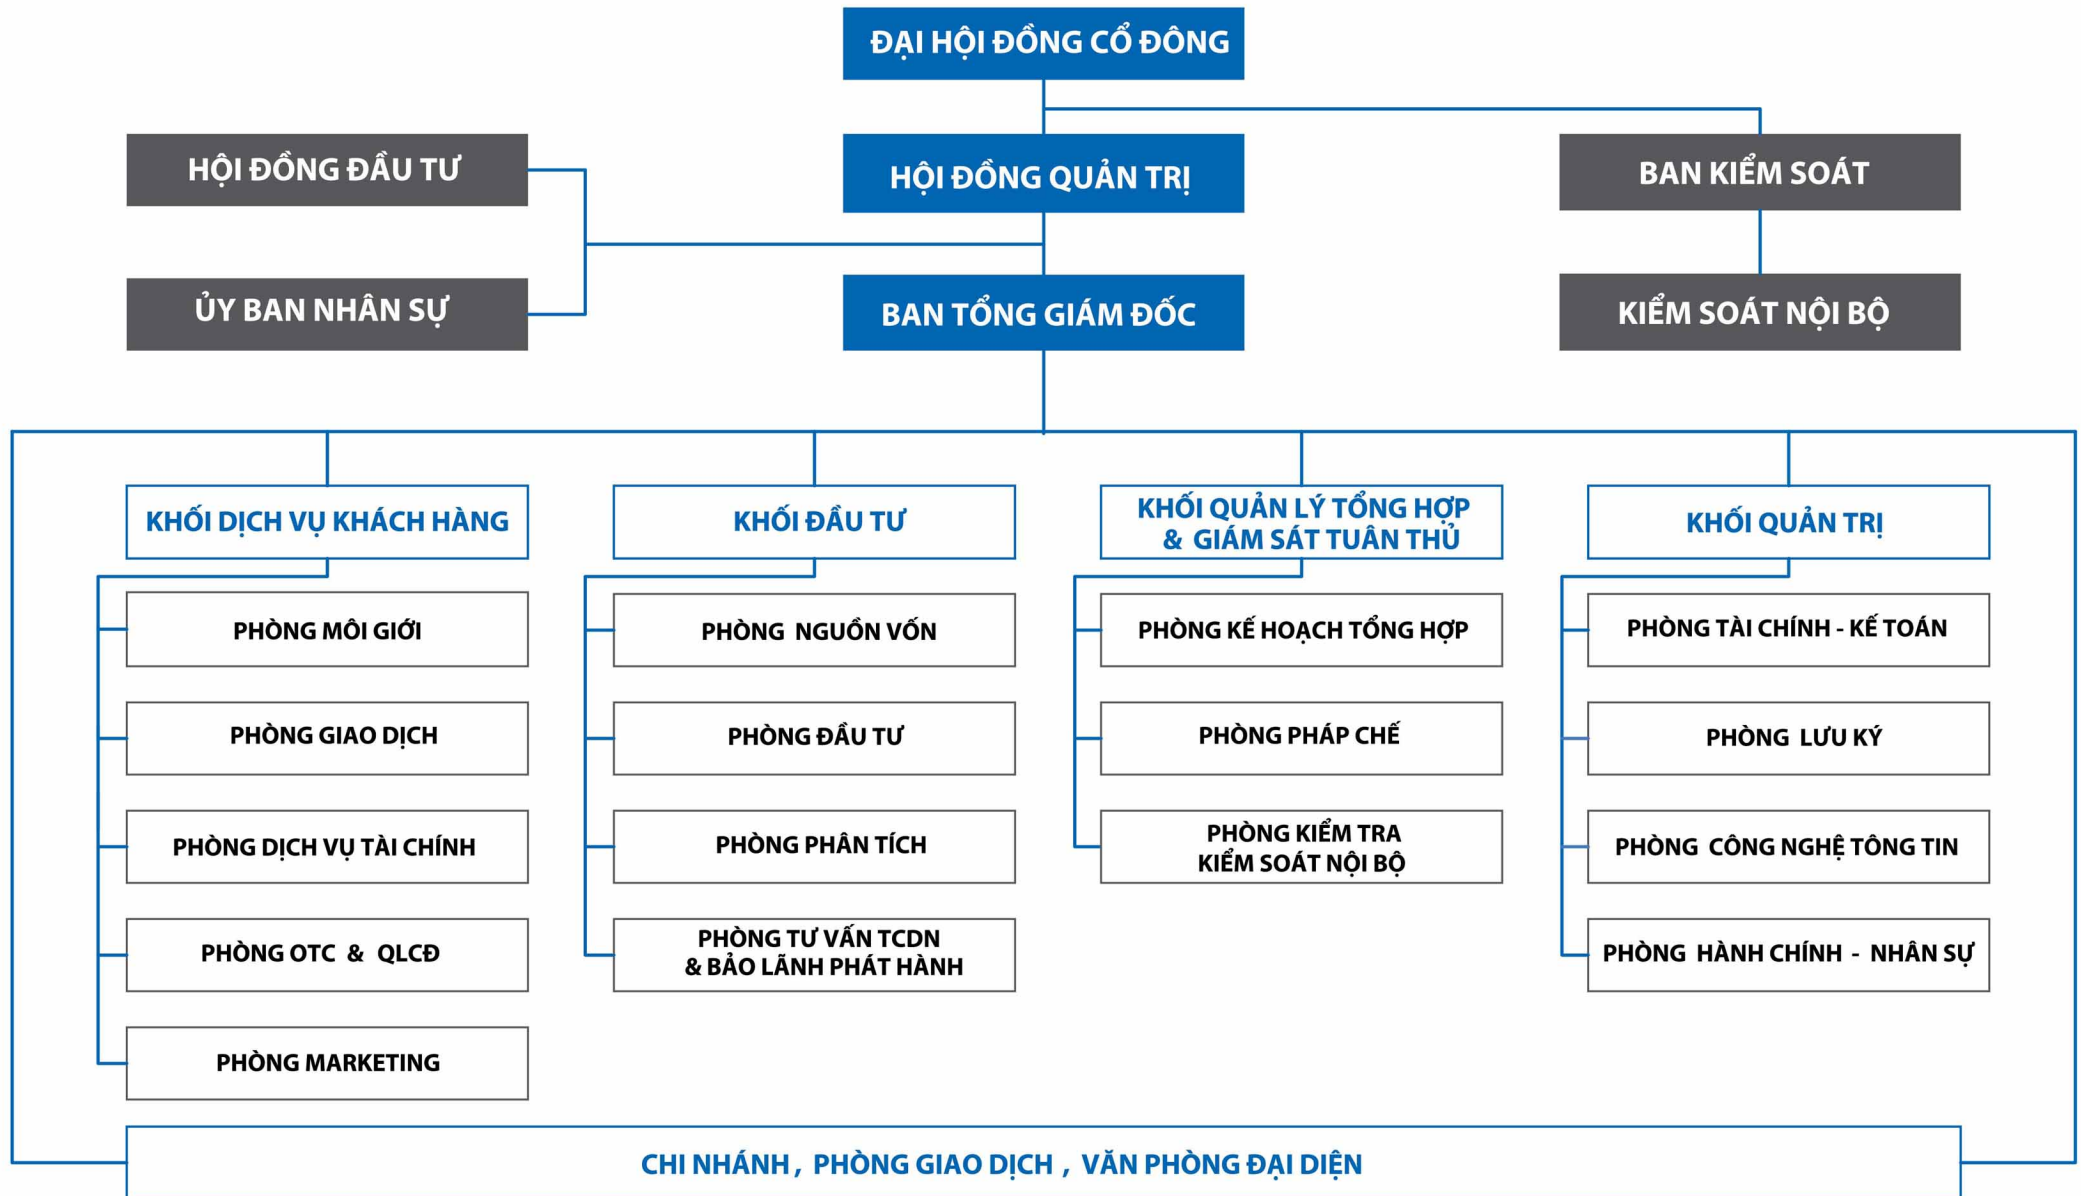 ĐẠI HỘI ĐỒNG CỔ ĐÔNG
HỘI ĐỒNG ĐẦU TƯ
HỘI ĐỒNG QUẢN TRỊ
BAN KIỂM SOÁT
ỦY BAN NHÂN SỰ
BAN TỔNG GIÁM ĐỐC
KIỂM SOÁT NỘI BỘ
KHỐI DỊCH VỤ KHÁCH HÀNG
PHÒNG MÔI GIỚI
PHÒNG GIAO DỊCH
PHÒNG DỊCH VỤ TÀI CHÍNH
PHÒNG OTC & QLCĐ
PHÒNG MARKETING
KHỐI ĐẦU TƯ
PHÒNG NGUỒN VỐN
PHÒNG ĐẦU TƯ
PHÒNG PHÂN TÍCH
PHÒNG TƯ VẤN TCDN
& BẢO LÃNH PHÁT HÀNH
KHỐI QUẢN LÝ TỔNG HỢP
& GIÁM SÁT TUÂN THỦ
PHÒNG KẾ HOẠCH TỔNG HỢP
PHÒNG PHÁP CHẾ
PHÒNG KIỂM TRA
KIỂM SOÁT NỘI BỘ
KHỐI QUẢN TRỊ
PHÒNG TÀI CHÍNH - KẾ TOÁN
PHÒNG LƯU KÝ
PHÒNG CÔNG NGHỆ TÔNG TIN
PHÒNG HÀNH CHÍNH - NHÂN SỰ
CHI NHÁNH , PHÒNG GIAO DỊCH , VĂN PHÒNG ĐẠI DIỆN